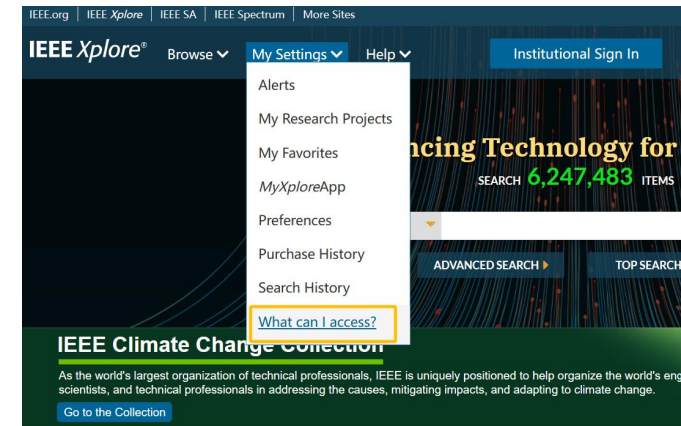 IEEE.org | IEEE Xplore | IEEE SA | IEEE Spectrum | More Sites
IEEE Xplore® Browse My Settings Help Institutional Sign In
Alerts
My Research Projects
My Favorites
MyXploreApp
Preferences
Purchase History
Search History
What can I access?
ncing Technology for
SEARCH 6,247,483 ITEMS
ADVANCED SEARCH TOP SEARCH
IEEE Climate Change Collection
As the world's largest organization of technical professionals, IEEE is uniquely positioned to help organize the world's eng
scientists, and technical professionals in addressing the causes, mitigating impacts, and adapting to climate change.
Go to the Collection